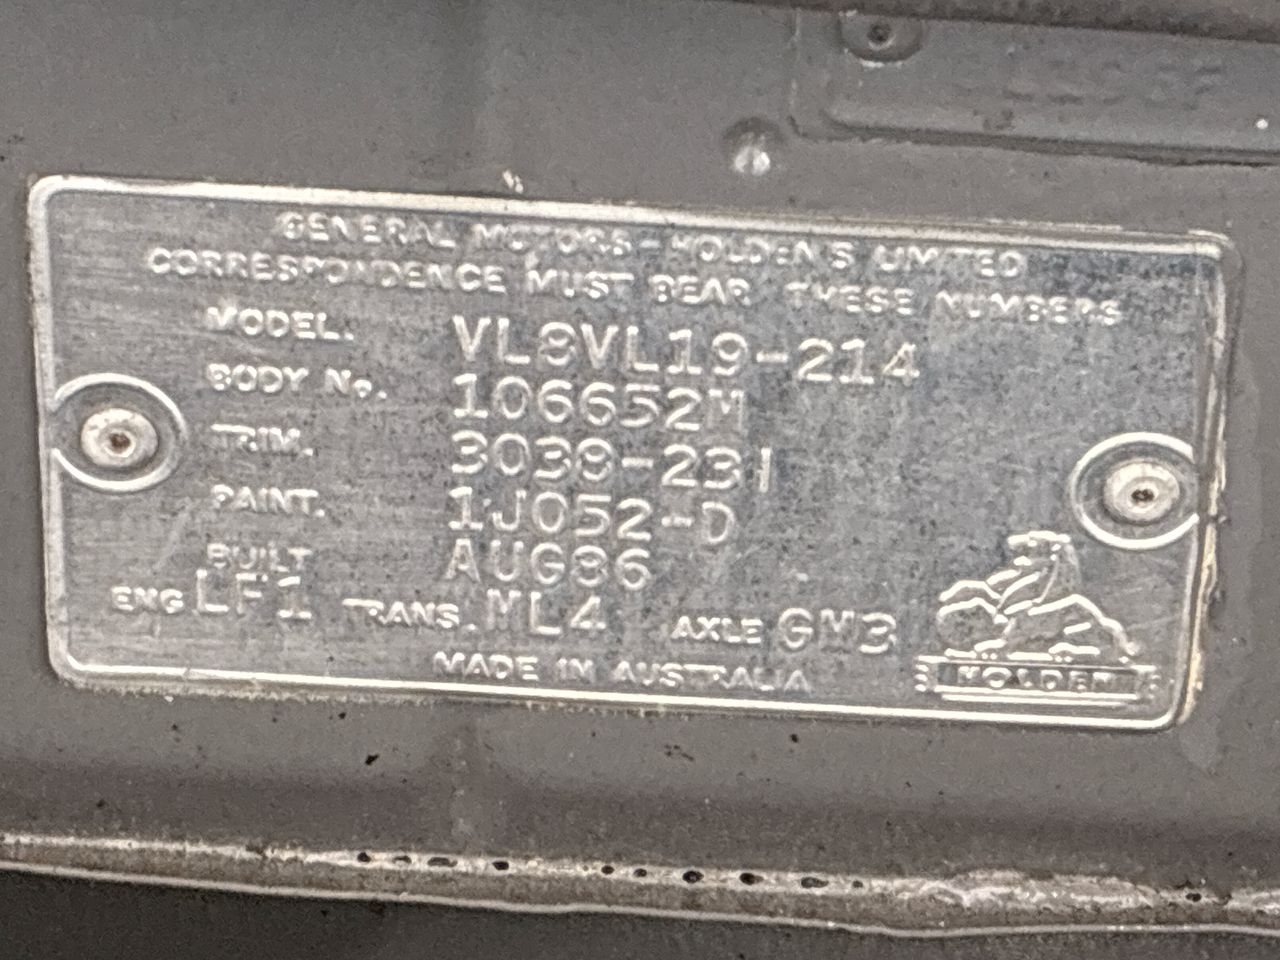 GENERAL MOTORS-HOLDEN'S LIMITED
CORRESPONDENCE MUST BEAR THESE NUMBERS
MODEL. VL8VL19-214
BODY No. 106652M
TRIM. 3038-231
PAINT. 1J052-D
BUILT AUG86
ENG LF1 TRANS. ML4 AXLE GM3
MADE IN AUSTRALIA
HOLDEN